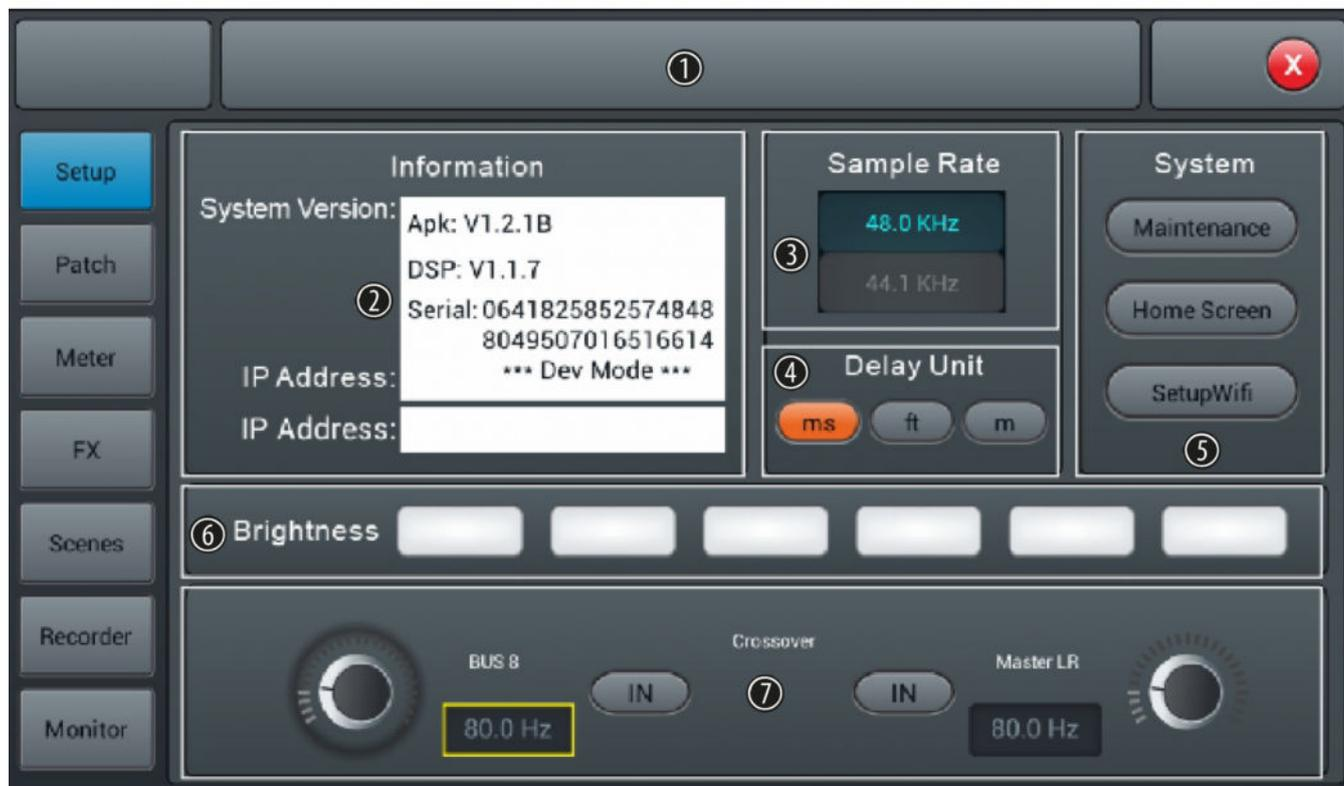 ①
X
Setup
Patch
Meter
FX
Scenes
Recorder
Monitor
Information
System Version:
Apk: V1.2.1B
DSP: V1.1.7
② Serial: 0641825852574848
8049507016516614
IP Address: *** Dev Mode ***
IP Address:
Sample Rate
48.0 KHz
③
44.1 KHz
④ Delay Unit
ms ft m
System
Maintenance
Home Screen
SetupWifi
⑤
⑥ Brightness
Crossover
BUS 8
IN
80.0 Hz
⑦
Master LR
IN
80.0 Hz